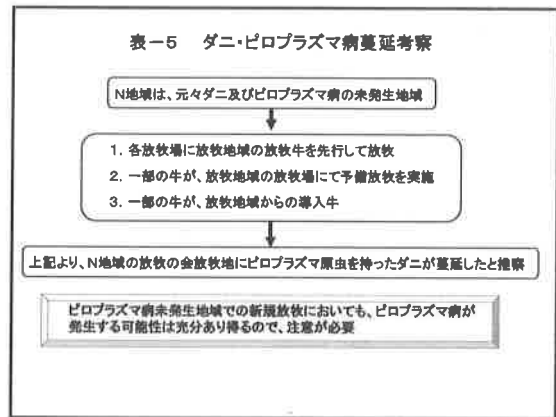 表－5　ダニ・ピロプラズマ病蔓延考察
N地域は、元々ダニ及びピロプラズマ病の未発生地域
1. 各放牧場に放牧地域の放牧牛を先行して放牧
2. 一部の牛が、放牧地域の放牧場にて予備放牧を実施
3. 一部の牛が、放牧地域からの導入牛
上記より、N地域の放牧の会放牧地にピロプラズマ原虫を持ったダニが蔓延したと推察
ピロプラズマ病未発生地域での新規放牧においても、ピロプラズマ病が
発生する可能性は充分あり得るので、注意が必要